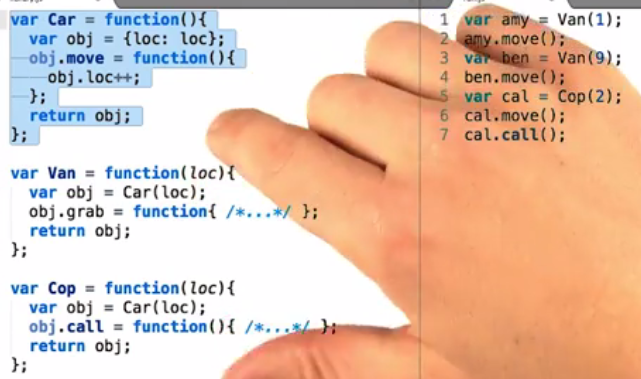 var Car = function(){
var obj = {loc: loc};
obj.move = function(){
obj.loc++;
};
return obj;
};
var Van = function(loc){
var obj = Car(loc);
obj.grab = function{ /*...*/ };
return obj;
};
var Cop = function(loc){
var obj = Car(loc);
obj.call = function(){ /*...*/ };
return obj;
};
1 var amy = Van(1);
2 amy.move();
3 var ben = Van(9);
4 ben.move();
5 var cal = Cop(2);
6 cal.move();
7 cal.call();